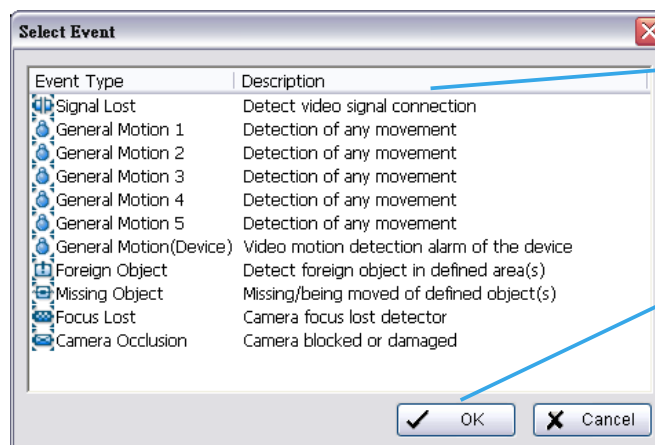 Select Event
Event Type Description
Signal Lost Detect video signal connection
General Motion 1 Detection of any movement
General Motion 2 Detection of any movement
General Motion 3 Detection of any movement
General Motion 4 Detection of any movement
General Motion 5 Detection of any movement
General Motion(Device) Video motion detection alarm of the device
Foreign Object Detect foreign object in defined area(s)
Missing Object Missing/being moved of defined object(s)
Focus Lost Camera focus lost detector
Camera Occlusion Camera blocked or damaged
OK Cancel